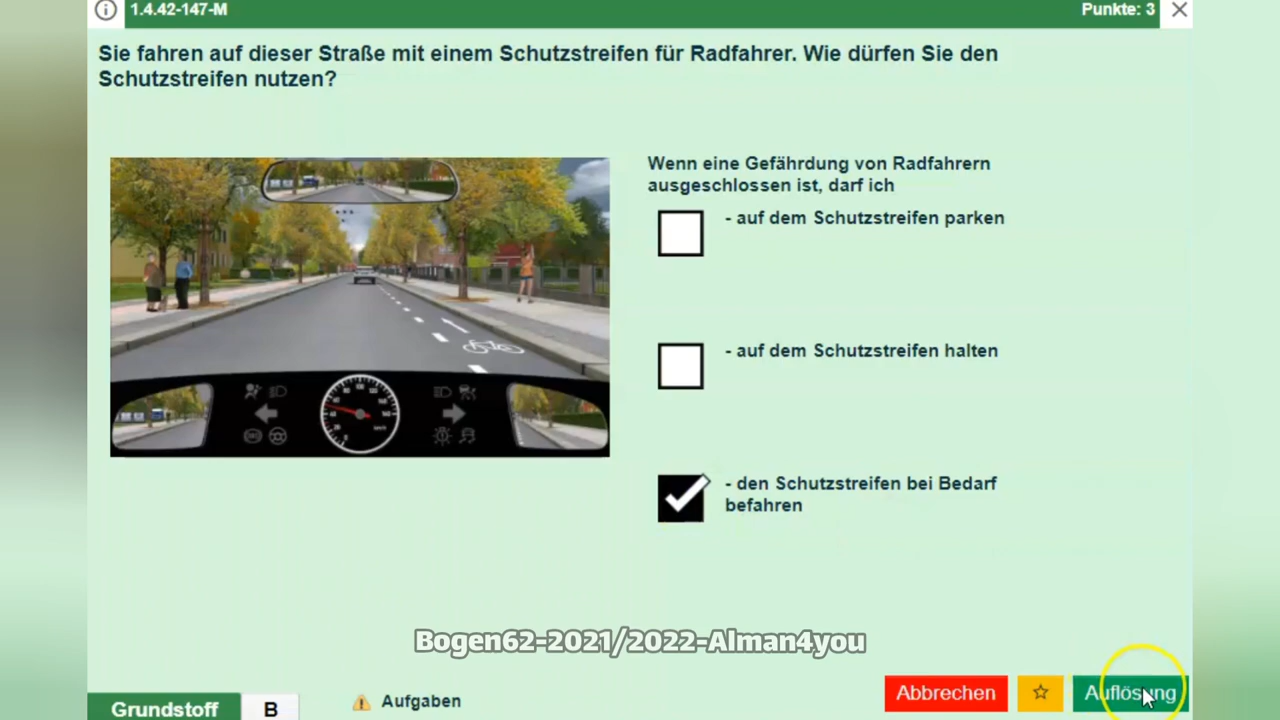 1.4.42-147-M
Punkte: 3
Sie fahren auf dieser Straße mit einem Schutzstreifen für Radfahrer. Wie dürfen Sie den
Schutzstreifen nutzen?
Wenn eine Gefährdung von Radfahrern
ausgeschlossen ist, darf ich
- auf dem Schutzstreifen parken
- auf dem Schutzstreifen halten
- den Schutzstreifen bei Bedarf
befahren
Bogen62-2021/2022-Alman4you
Grundstoff
B
Aufgaben
Abbrechen
Auflösung